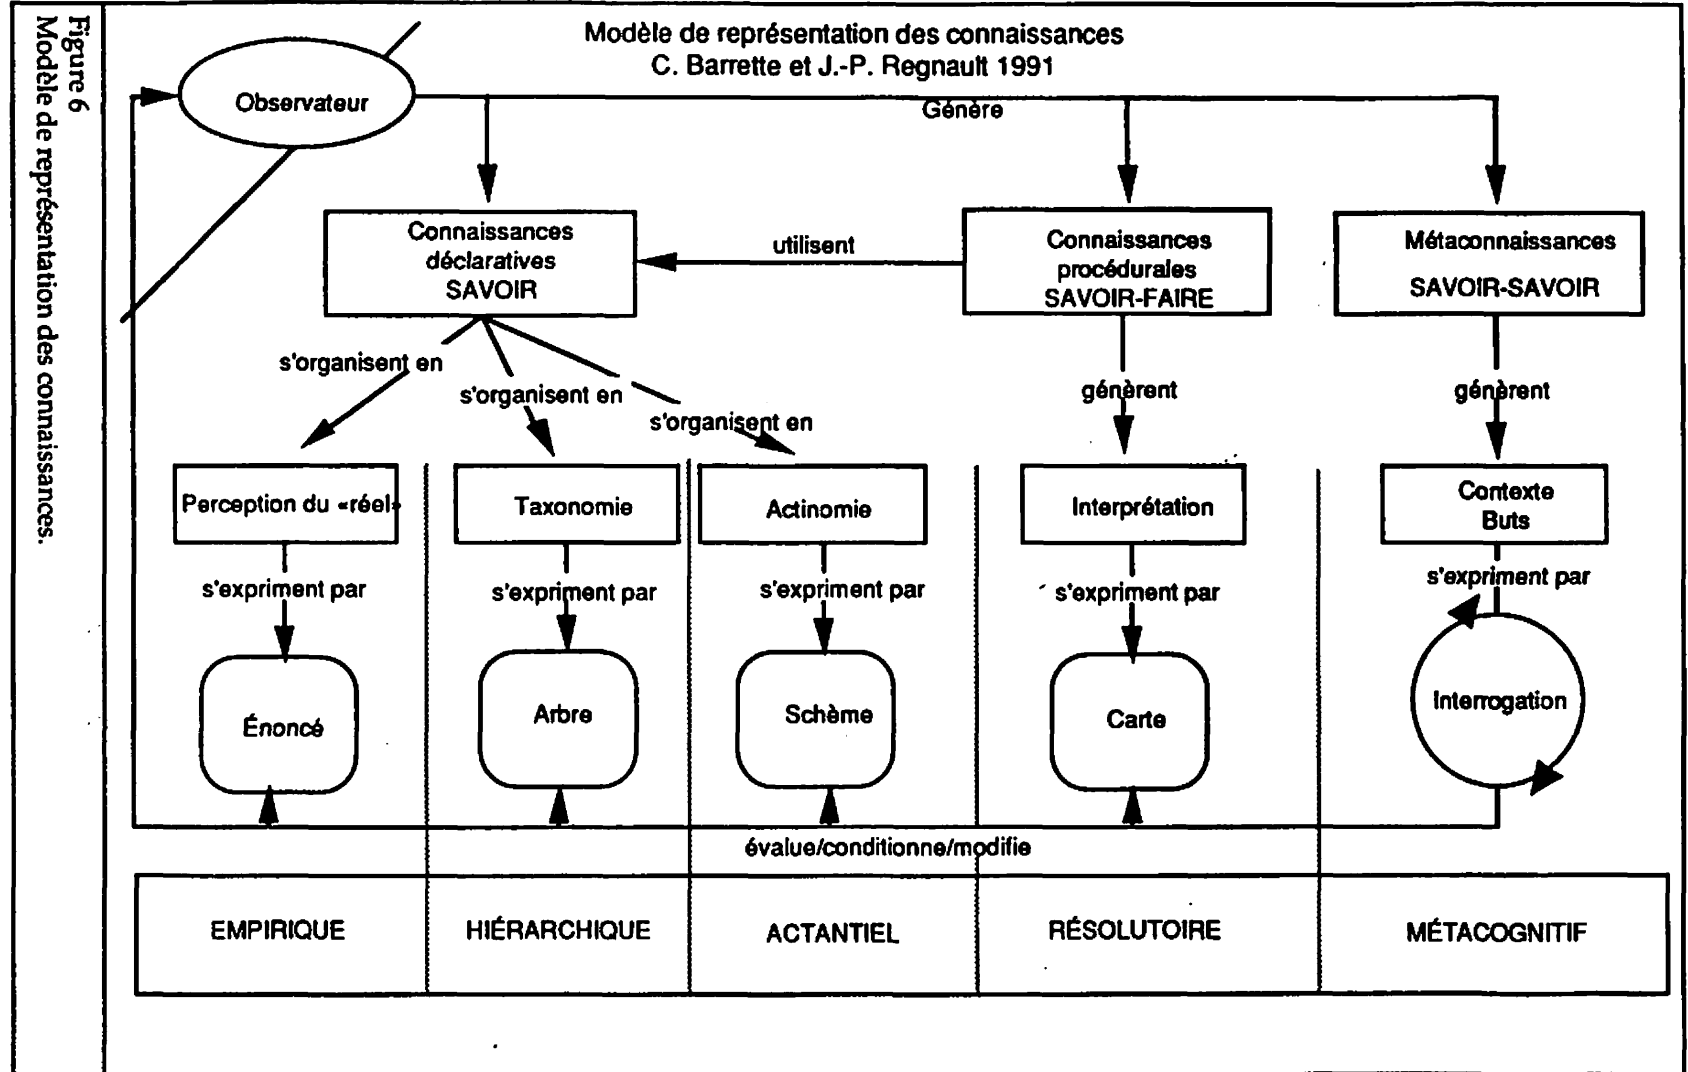 Figure 6
Modèle de représentation des connaissances.
Modèle de représentation des connaissances
C. Barrette et J.-P. Regnault 1991
Observateur
Génère
Connaissances
déclaratives
SAVOIR
utilisent
Connaissances
procédurales
SAVOIR-FAIRE
Métaconnaissances
SAVOIR-SAVOIR
s'organisent en
s'organisent en
s'organisent en
génèrent
génèrent
Perception du «réel»
Taxonomie
Actinomie
Interprétation
Contexte
Buts
s'expriment par
s'expriment par
s'expriment par
s'expriment par
s'expriment par
Énoncé
Arbre
Schème
Carte
Interrogation
évalue/conditionne/modifie
EMPIRIQUE
HIÉRARCHIQUE
ACTANTIEL
RÉSOLUTOIRE
MÉTACOGNITIF